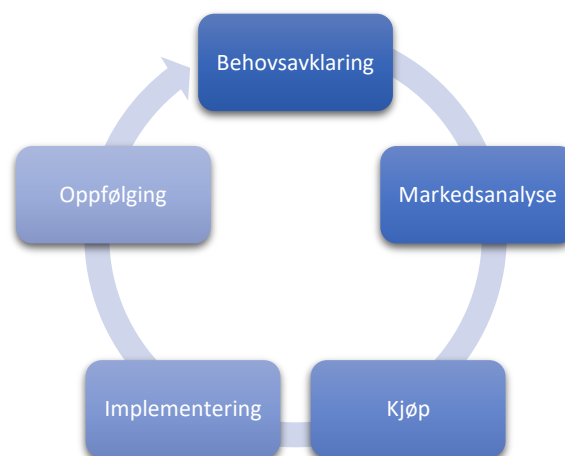 Behovsavklaring
Markedsanalyse
Kjøp
Implementering
Oppfølging